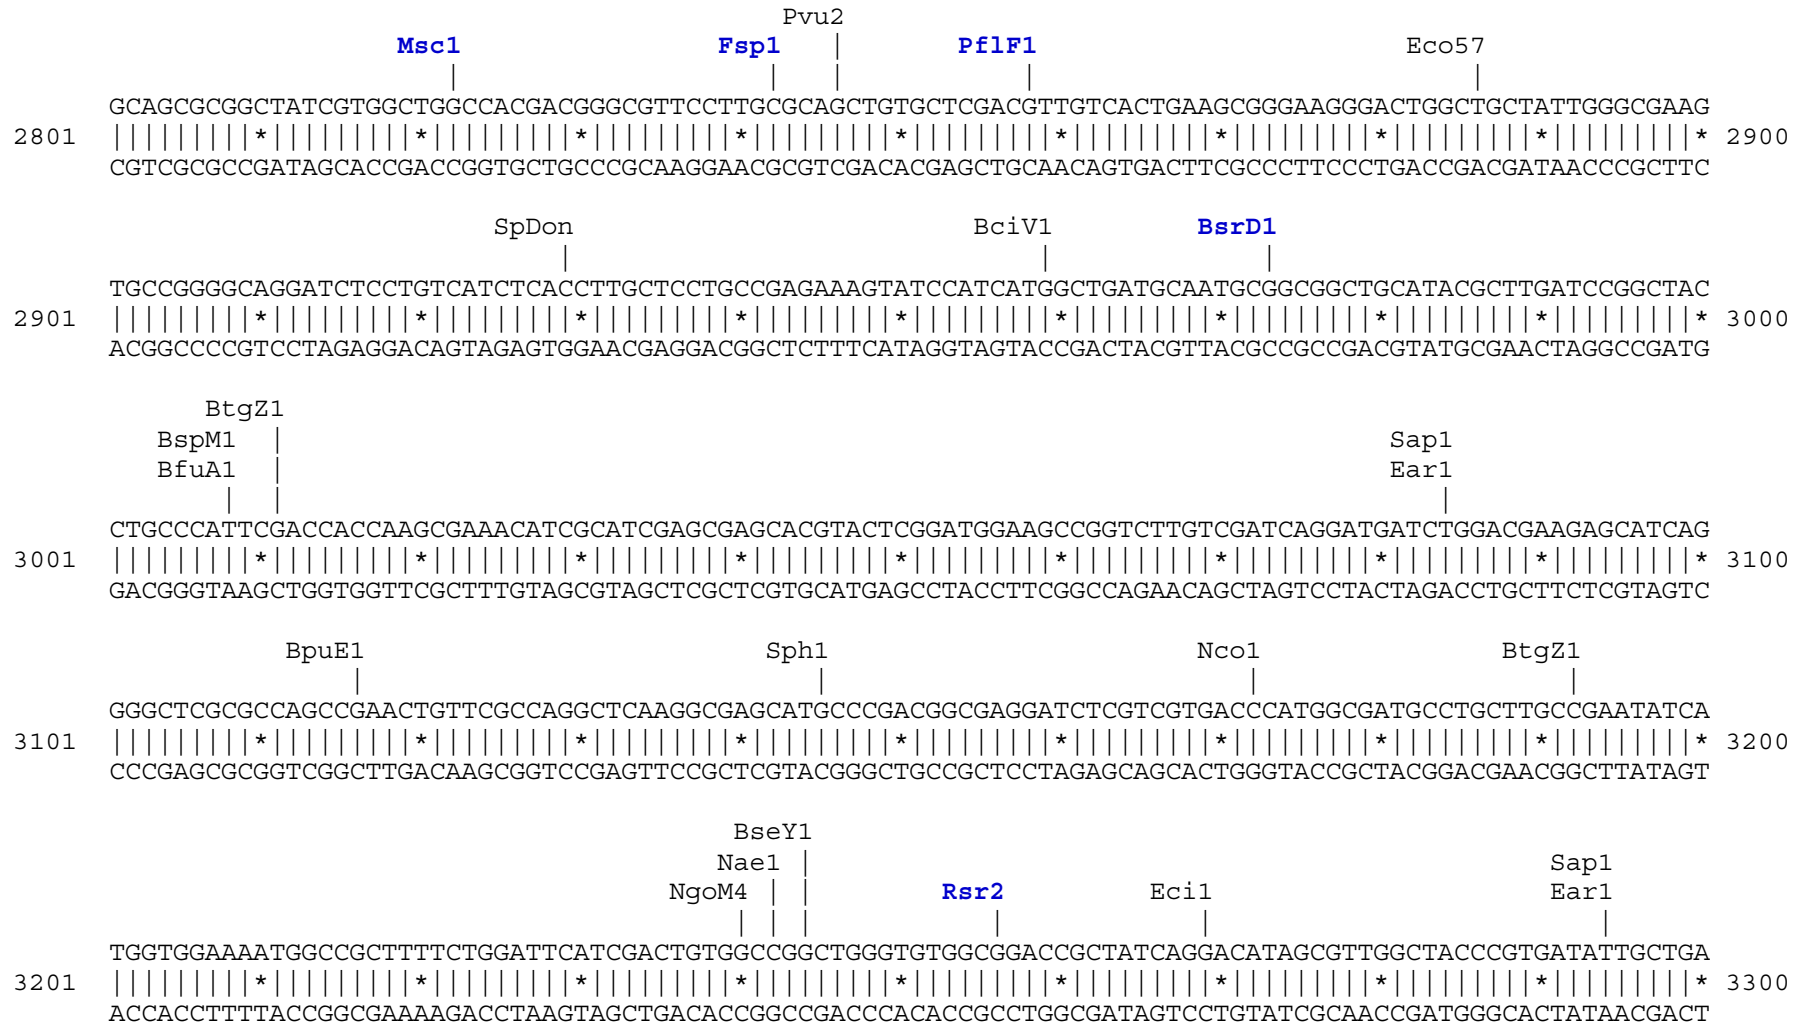 Pvu2
Msc1 Fsp1 | PflF1 Eco57
| | | | |
GCAGCGCGGCTATCGTGGCTGGCCACGACGGGCGTTCCTTGCGCAGCTGTGCTCGACGTTGTCACTGAAGCGGGAAGGGACTGGCTGCTATTGGGCGAAG
2801 |||||||||*|||||||||*|||||||||*|||||||||*|||||||||*|||||||||*|||||||||*|||||||||*|||||||||*|||||||||* 2900
CGTCGCGCCGATAGCACCGACCGGTGCTGCCCGCAAGGAACGCGTCGACACGAGCTGCAACAGTGACTTCGCCCTTCCCTGACCGACGATAACCCGCTTC
SpDon BciV1 BsrD1
| | |
TGCCGGGGCAGGATCTCCTGTCATCTCACCTTGCTCCTGCCGAGAAAGTATCCATCATGGCTGATGCAATGCGGCGGCTGCATACGCTTGATCCGGCTAC
2901 |||||||||*|||||||||*|||||||||*|||||||||*|||||||||*|||||||||*|||||||||*|||||||||*|||||||||*|||||||||* 3000
ACGGCCCCGTCCTAGAGGACAGTAGAGTGGAACGAGGACGGCTCTTTCATAGGTAGTACCGACTACGTTACGCCGCCGACGTATGCGAACTAGGCCGATG
BtgZ1
BspM1 | Sap1
BfuA1 | Ear1
| | |
CTGCCCATTCGACCACCAAGCGAAACATCGCATCGAGCGAGCACGTACTCGGATGGAAGCCGGTCTTGTCGATCAGGATGATCTGGACGAAGAGCATCAG
3001 |||||||||*|||||||||*|||||||||*|||||||||*|||||||||*|||||||||*|||||||||*|||||||||*|||||||||*|||||||||* 3100
GACGGGTAAGCTGGTGGTTCGCTTTGTAGCGTAGCTCGCTCGTGCATGAGCCTACCTTCGGCCAGAACAGCTAGTCCTACTAGACCTGCTTCTCGTAGTC
BpuE1 Sph1 Nco1 BtgZ1
| | | |
GGGCTCGCGCCAGCCGAACTGTTCGCCAGGCTCAAGGCGAGCATGCCCGACGGCGAGGATCTCGTCGTGACCCATGGCGATGCCTGCTTGCCGAATATCA
3101 |||||||||*|||||||||*|||||||||*|||||||||*|||||||||*|||||||||*|||||||||*|||||||||*|||||||||*|||||||||* 3200
CCCGAGCGCGGTCGGCTTGACAAGCGGTCCGAGTTCCGCTCGTACGGGCTGCCGCTCCTAGAGCAGCACTGGGTACCGCTACGGACGAACGGCTTATAGT
BseY1
Nae1 | Sap1
NgoM4 | | Rsr2 Eci1 Ear1
| | | | | |
TGGTGGAAAATGGCCGCTTTTCTGGATTCATCGACTGTGGCCGGCTGGGTGTGGCGGACCGCTATCAGGACATAGCGTTGGCTACCCGTGATATTGCTGA
3201 |||||||||*|||||||||*|||||||||*|||||||||*|||||||||*|||||||||*|||||||||*|||||||||*|||||||||*|||||||||* 3300
ACCACCTTTTACCGGCGAAAAGACCTAAGTAGCTGACACCGGCCGACCCACACCGCCTGGCGATAGTCCTGTATCGCAACCGATGGGCACTATAACGACT